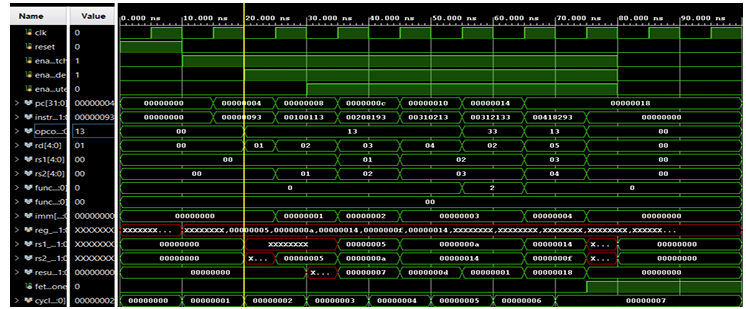 Name Value 0.000 ns 10.000 ns 20.000 ns 30.000 ns 40.000 ns 50.000 ns 60.000 ns 70.000 ns 80.000 ns 90.000 ns
clk 0
reset 0
ena...tch 1
ena...de 1
ena...ute 1
pc[31:0] 00000004 00000000 00000004 00000008 0000000c 00000010 00000014 00000018
instr...1:0] 00000093 00000000 00000093 00100113 00208193 00310213 00312133 00418293 00000000
opco...:0] 13 00 13 33 13 00
rd[4:0] 01 00 01 02 03 04 02 05 00
rs1[4:0] 00 00 01 02 03 00
rs2[4:0] 00 00 01 02 03 04 00
func...:0] 0 0 2 0
func...:0] 00 00
imm[...:0] 00000000 00000001 00000002 00000003 00000004 00000000
reg_...1:0] XXXXXXX XXXXXX... XXXXXXX,00000005,0000000a,00000014,0000000f,00000014,XXXXXXXX,XXXXXXXX,XXXXXXXX,XXXXXXXX,XXXXX...
rs1_...1:0] XXXXXXX 00000000 XXXXXXXX 00000005 0000000a 00000014 X... 00000000
rs2_...1:0] XXXXXXX 00000000 X... 00000005 0000000a 00000014 0000000f X... 00000000
resu...1:0] 00000000 X... 00000007 0000000d 00000001 00000018 00000000
fet...one 0
cycl...:0] 00000002 00000000 00000001 00000002 00000003 00000004 00000005 00000006 00000007